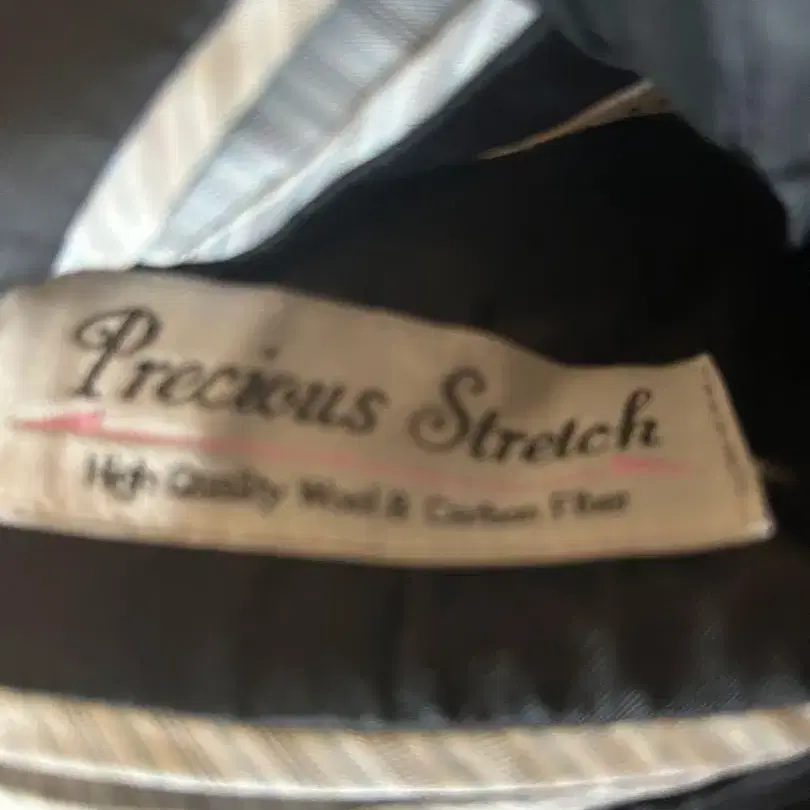 Precious Stretch
High Quality Wool & Carbon Fiber